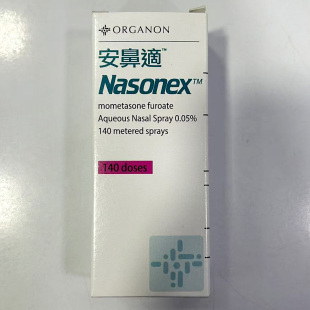 ORGANON
安鼻適™
Nasonex™
mometasone furoate
Aqueous Nasal Spray 0.05%
140 metered sprays
140 doses